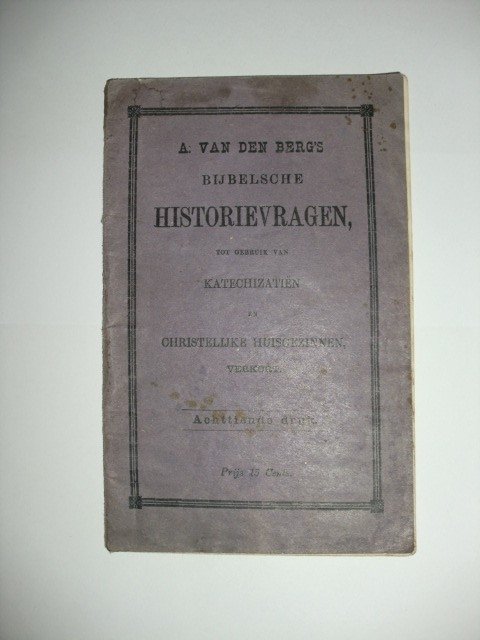 A. VAN DEN BERG'S
BIJBELSCHE
HISTORIEVRAGEN,
TOT GEBRUIK VAN
KATECHIZATIËN
EN
CHRISTELIJKE HUISGEZINNEN,
VERKORT.
Achttiende druk.
Prijs 15 Cents.